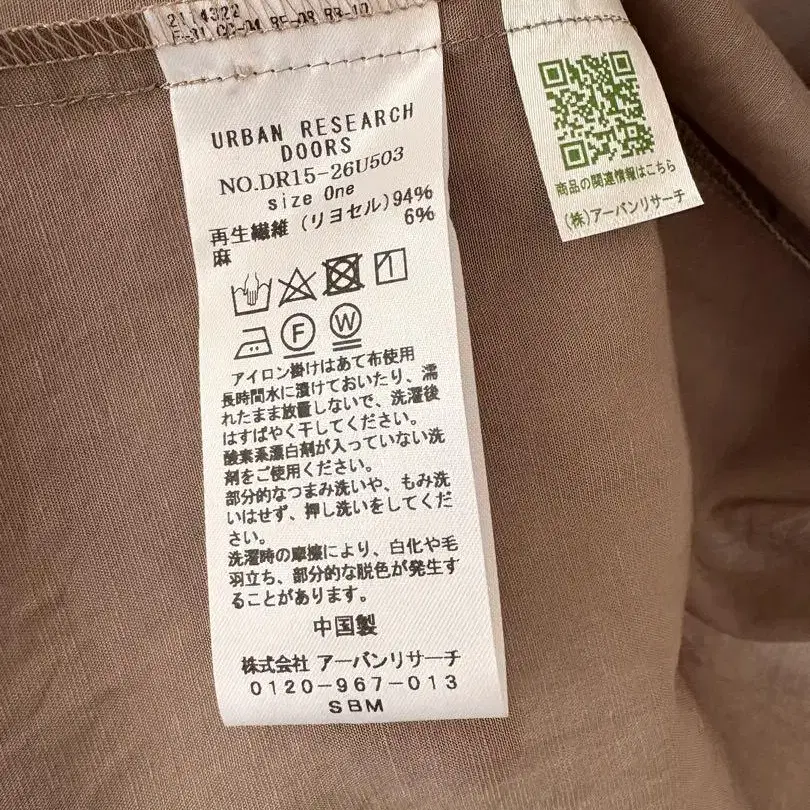 URBAN RESEARCH
DOORS
NO.DR15-26U503
size One
再生繊維 (リヨセル)94%
麻 6%
F
W
アイロン掛けはあて布使用
長時間水に漬けておいたり、濡
れたまま放置しないで、洗濯後
はすばやく干してください。
酸素系漂白剤が入っていない洗
剤をご使用ください。
部分的なつまみ洗いや、もみ洗
いはせず、押し洗いをしてくだ
さい。
洗濯時の摩擦により、白化や毛
羽立ち、部分的な脱色が発生す
ることがあります。
中国製
株式会社 アーバンリサーチ
0120-967-013
SBM
商品の関連情報はこちら
(株)アーバンリサーチ